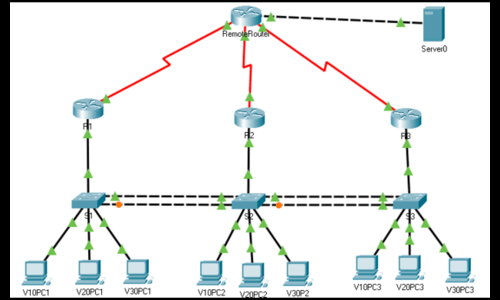 RemoteRouter
Server0
R1
R2
R3
S1
S2
S3
V10PC1
V20PC1
V30PC1
V10PC2
V20PC2
V30P2
V10PC3
V20PC3
V30PC3